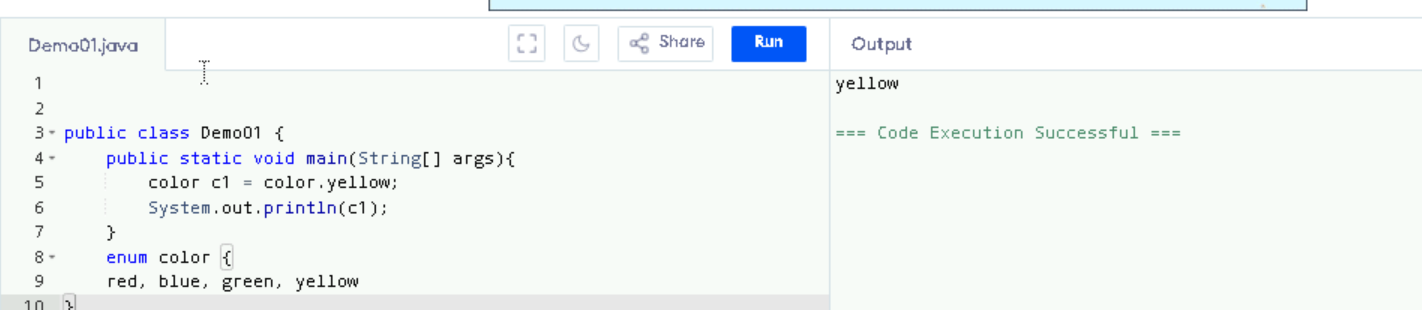 Demo01.java
Share
Run
Output
1
2
3 public class Demo01 {
4 public static void main(String[] args){
5 color c1 = color.yellow;
6 System.out.println(c1);
7 }
8 enum color {
9 red, blue, green, yellow
10 }
yellow
=== Code Execution Successful ===